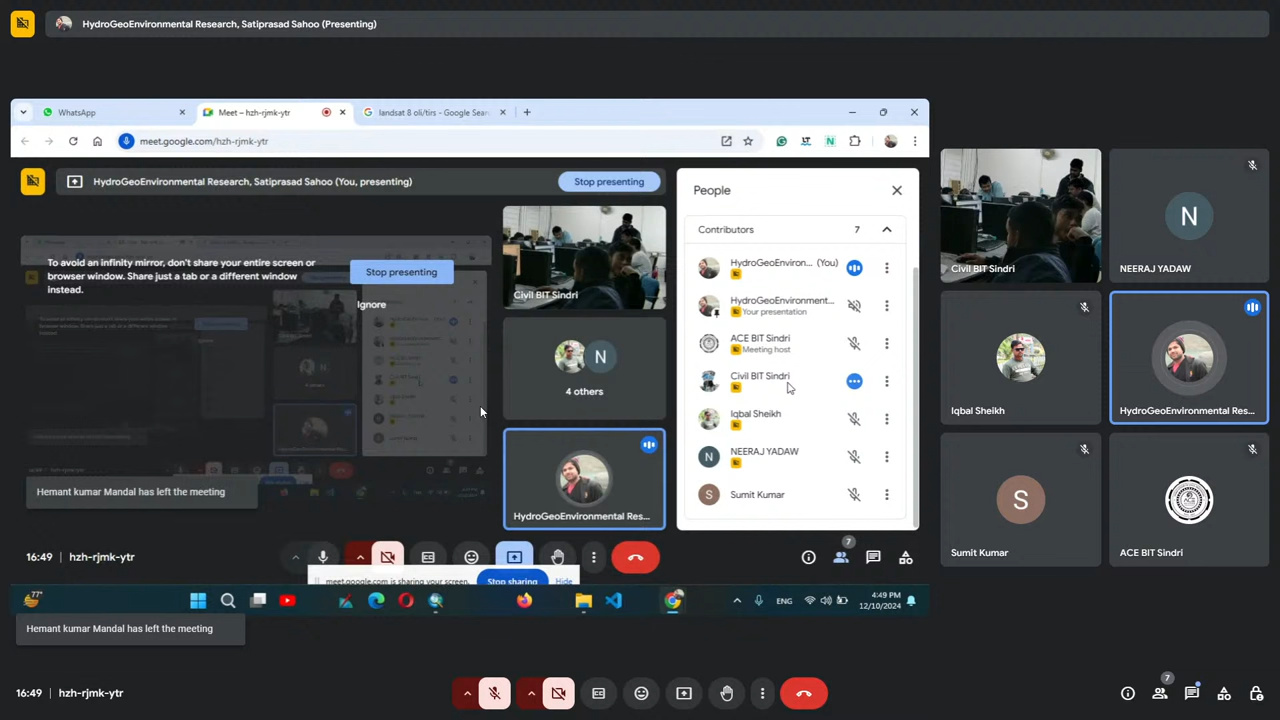 HydroGeoEnvironmental Research, Satiprasad Sahoo (Presenting)
WhatsApp
Meet – hzh-rjmk-ytr
landsat 8 oli/tirs - Google Sear
meet.google.com/hzh-rjmk-ytr
HydroGeoEnvironmental Research, Satiprasad Sahoo (You, presenting)
Stop presenting
To avoid an infinity mirror, don't share your entire screen or
browser window. Share just a tab or a different window
instead.
Stop presenting
Ignore
Hemant kumar Mandal has left the meeting
Civil BIT Sindri
N
4 others
HydroGeoEnvironmental Res...
People
Contributors
7
HydroGeoEnviron... (You)
HydroGeoEnvironment...
Your presentation
ACE BIT Sindri
Meeting host
Civil BIT Sindri
Iqbal Sheikh
N
NEERAJ YADAW
S
Sumit Kumar
16:49 | hzh-rjmk-ytr
7
meet.google.com is sharing your screen.
Stop sharing
Hide
77°
ENG
4:49 PM
12/10/2024
Hemant kumar Mandal has left the meeting
Civil BIT Sindri
N
NEERAJ YADAW
Iqbal Sheikh
HydroGeoEnvironmental Res...
S
Sumit Kumar
ACE BIT Sindri
16:49 | hzh-rjmk-ytr
7